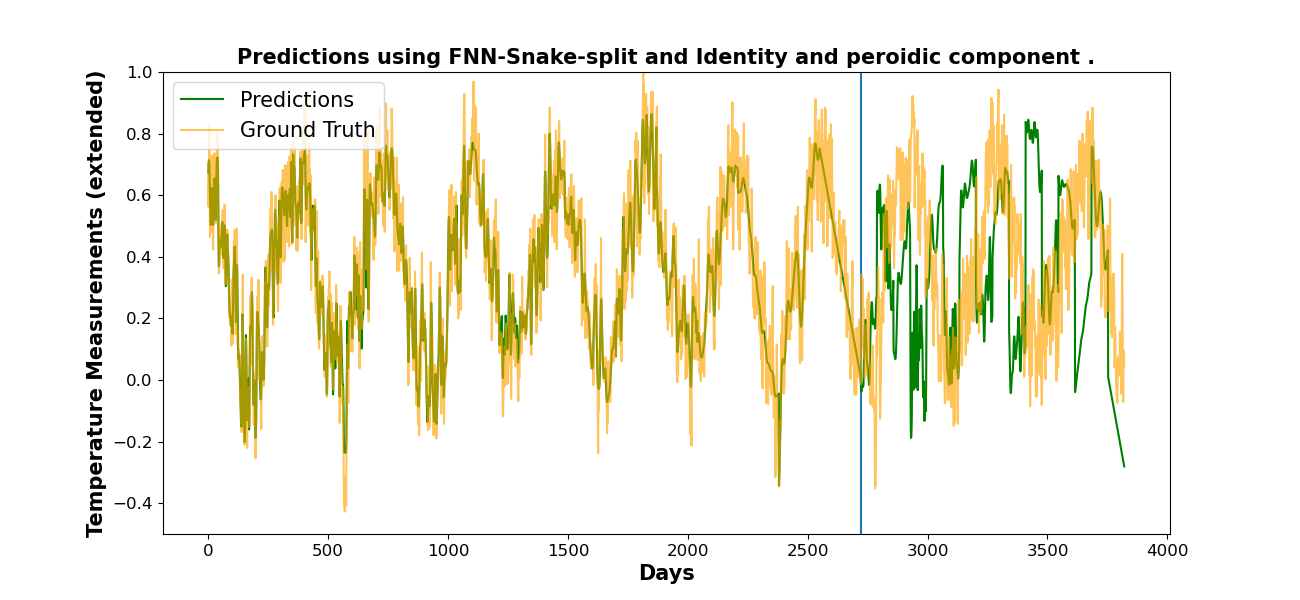 Predictions using FNN-Snake-split and Identity and peroidic component .
Predictions
Ground Truth
Temperature Measurements (extended)
1.0
0.8
0.6
0.4
0.2
0.0
−0.2
−0.4
0 500 1000 1500 2000 2500 3000 3500 4000
Days